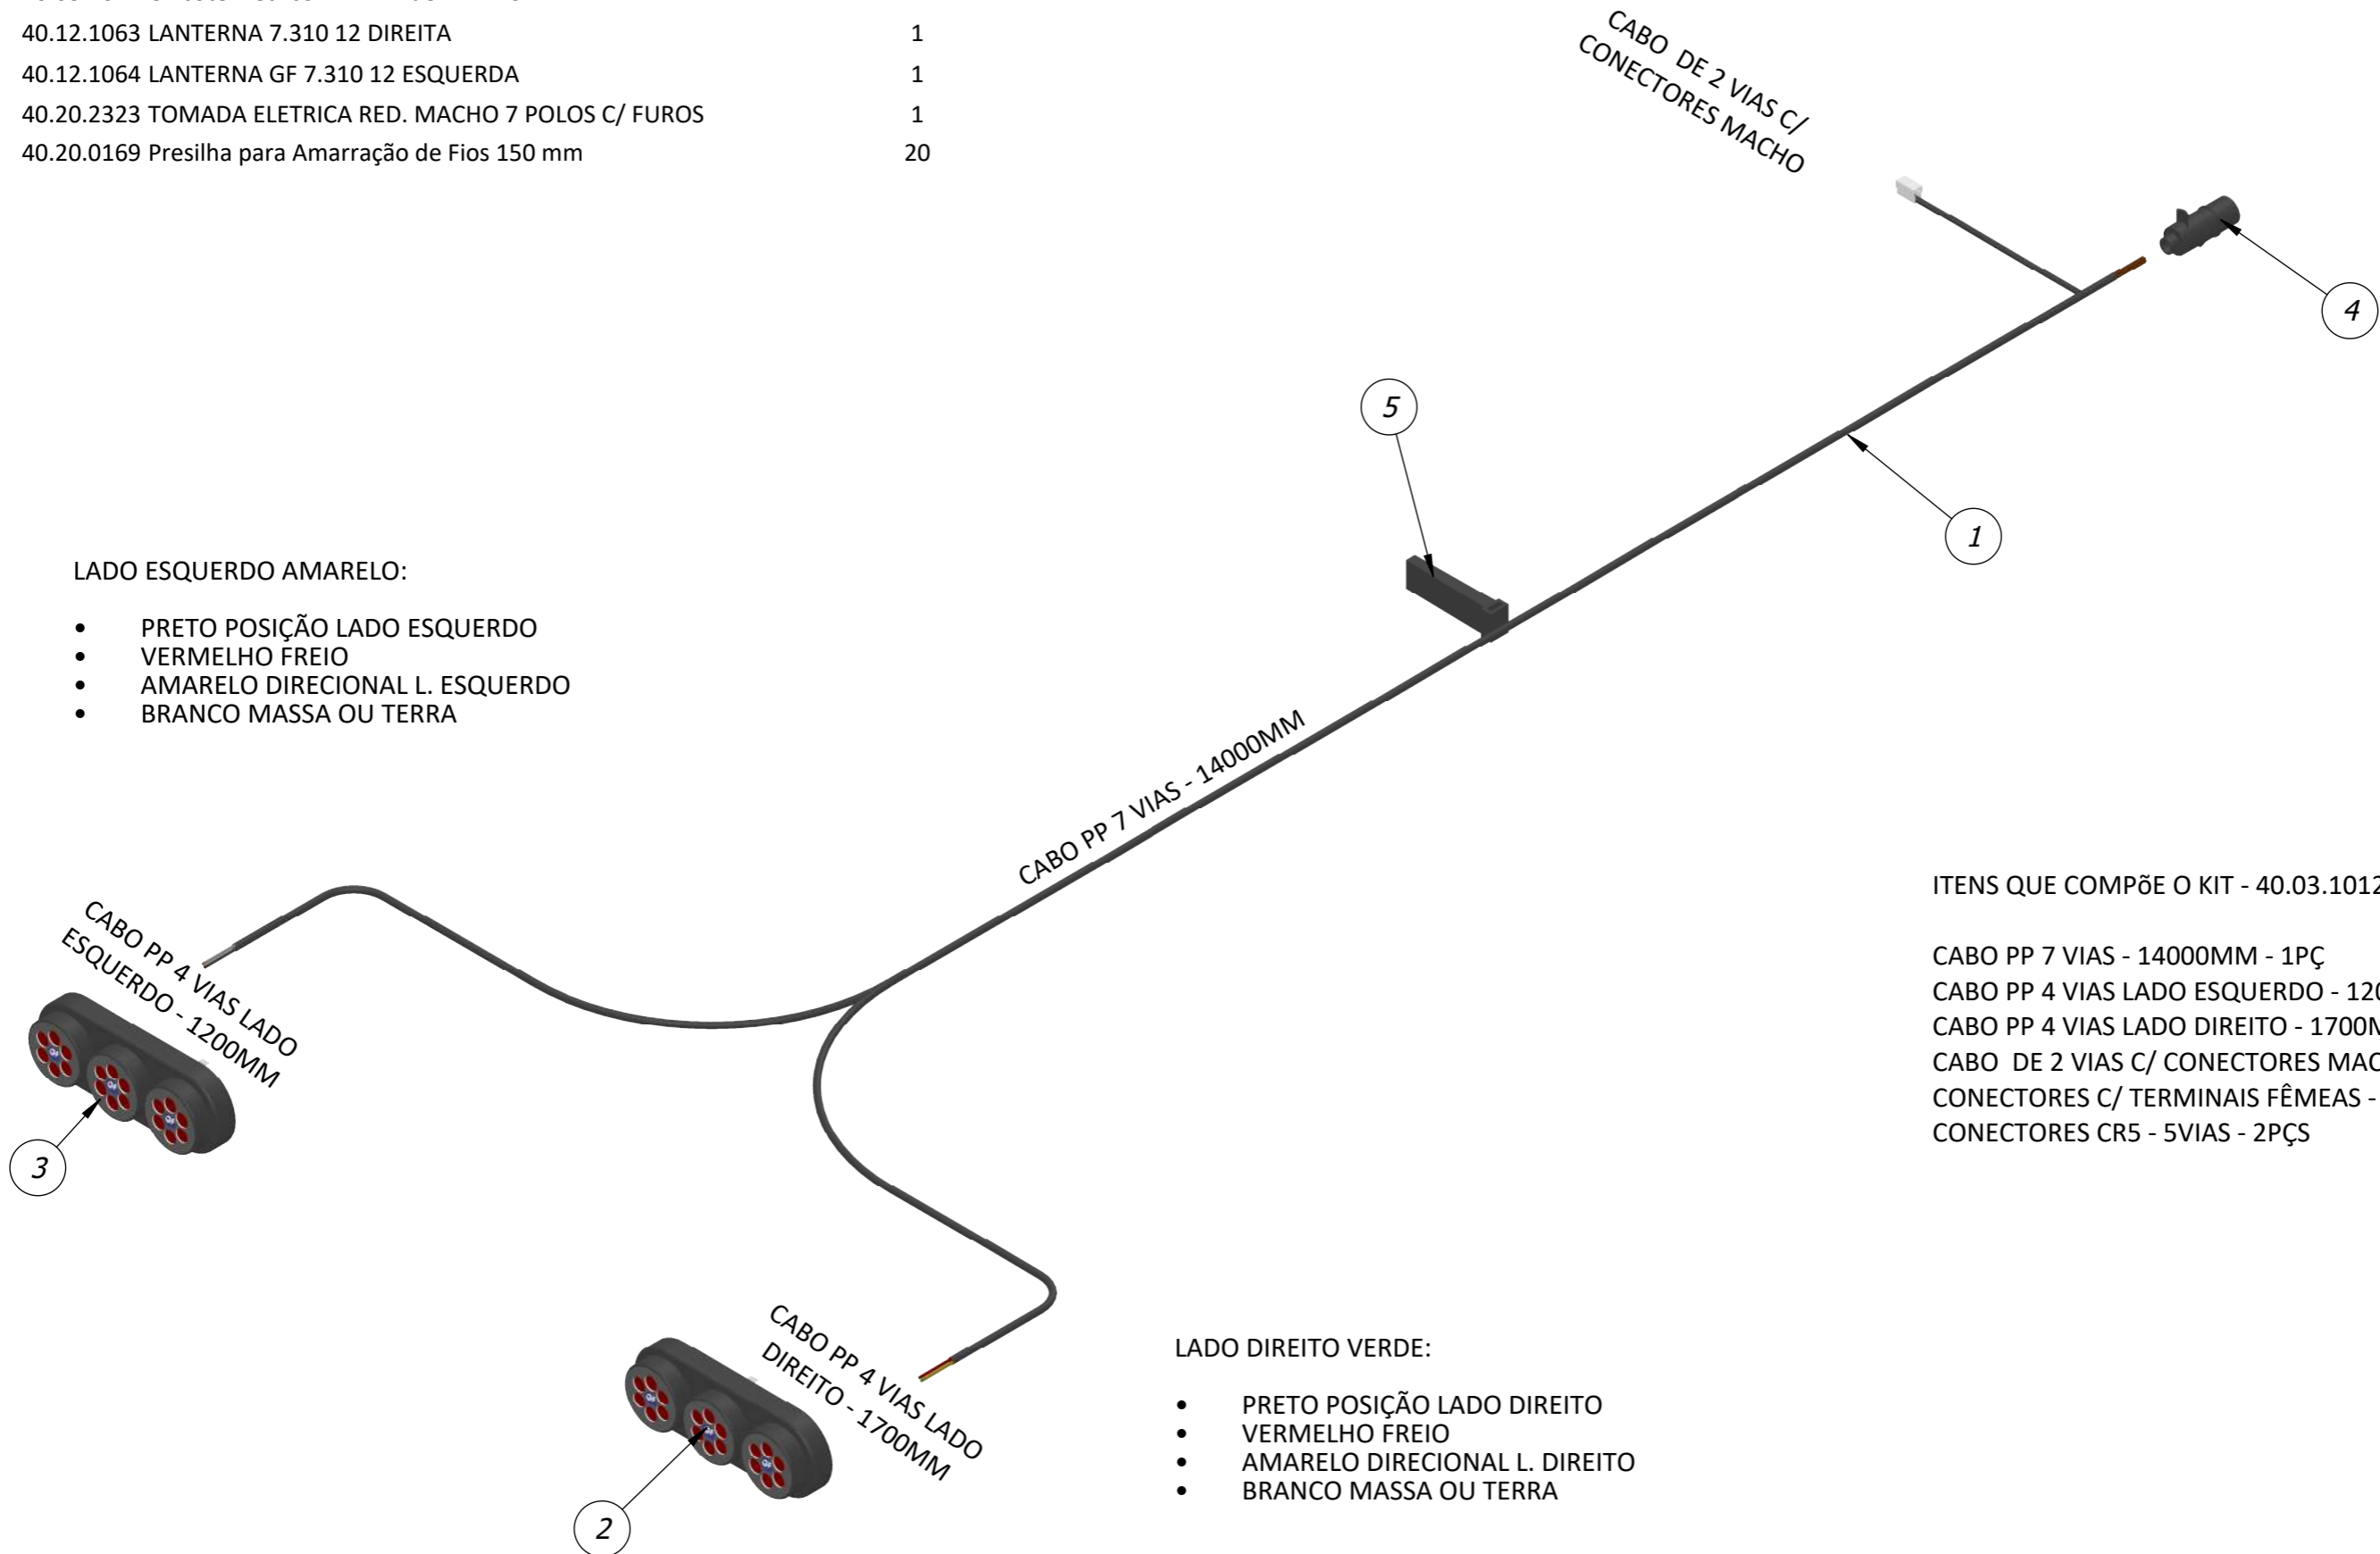 40.12.1063 LANTERNA 7.310 12 DIREITA 1
40.12.1064 LANTERNA GF 7.310 12 ESQUERDA 1
40.20.2323 TOMADA ELETRICA RED. MACHO 7 POLOS C/ FUROS 1
40.20.0169 Presilha para Amarração de Fios 150 mm 20
CABO DE 2 VIAS C/
CONECTORES MACHO
4
5
1
LADO ESQUERDO AMARELO:
• PRETO POSIÇÃO LADO ESQUERDO
• VERMELHO FREIO
• AMARELO DIRECIONAL L. ESQUERDO
• BRANCO MASSA OU TERRA
CABO PP 7 VIAS - 14000MM
ITENS QUE COMPõE O KIT - 40.03.1012
CABO PP 7 VIAS - 14000MM - 1PÇ
CABO PP 4 VIAS LADO ESQUERDO - 120
CABO PP 4 VIAS LADO DIREITO - 1700M
CABO DE 2 VIAS C/ CONECTORES MAC
CONECTORES C/ TERMINAIS FÊMEAS -
CONECTORES CR5 - 5VIAS - 2PÇS
CABO PP 4 VIAS LADO
ESQUERDO - 1200MM
3
CABO PP 4 VIAS LADO
DIREITO - 1700MM
2
LADO DIREITO VERDE:
• PRETO POSIÇÃO LADO DIREITO
• VERMELHO FREIO
• AMARELO DIRECIONAL L. DIREITO
• BRANCO MASSA OU TERRA